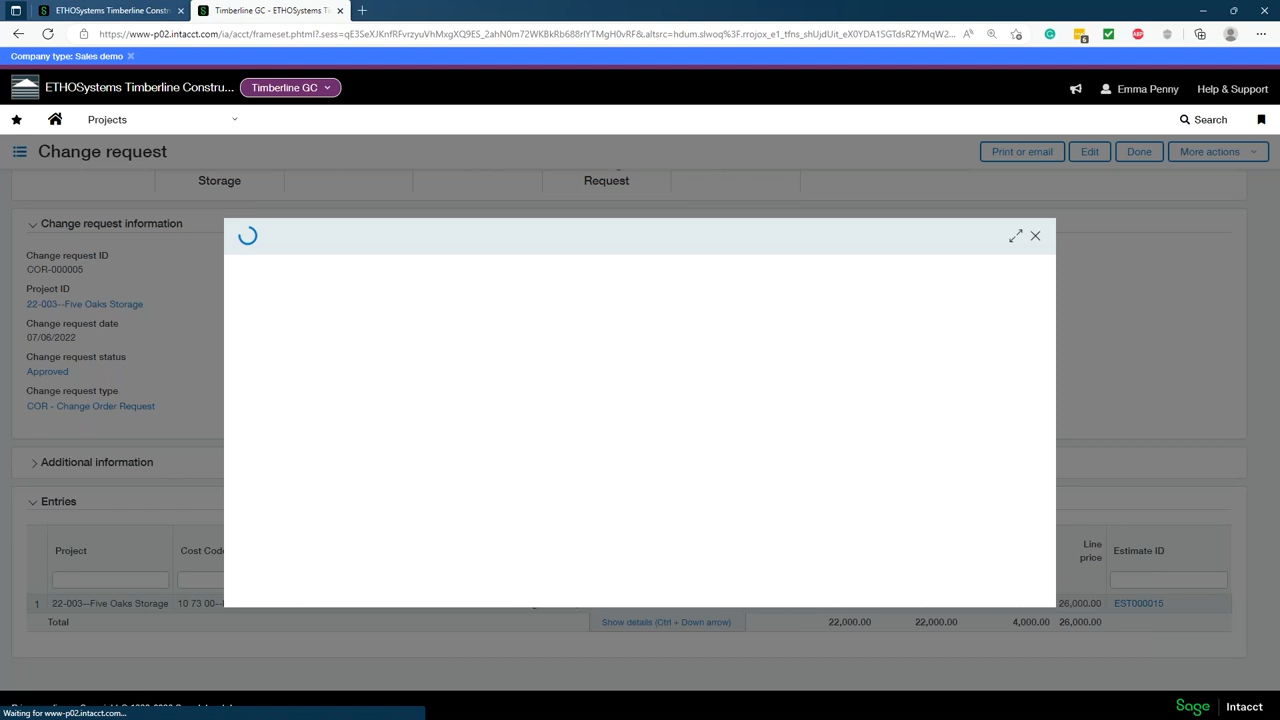 ETHOSystems Timberline Constr
Timberline GC - ETHOSystems Ti
https://www-p02.intacct.com/ia/acct/frameset.phtml?.sess=
Company type: Sales demo
ETHOSystems Timberline Constru...
Timberline GC
Emma Penny
Help & Support
Projects
Search
Change request
Print or email
Edit
Done
More actions
Storage
Request
Change request information
Change request ID
COR-000005
Project ID
22-003--Five Oaks Storage
Change request date
07/06/2022
Change request status
Approved
Change request type
COR - Change Order Request
Additional information
Entries
Project
Cost Code
Line
price
Estimate ID
1 22-003--Five Oaks Storage 10 73 00-- 26,000.00 EST000015
Total Show details (Ctrl + Down arrow) 22,000.00 22,000.00 4,000.00 26,000.00
Waiting for www-p02.intacct.com...
Sage Intacct